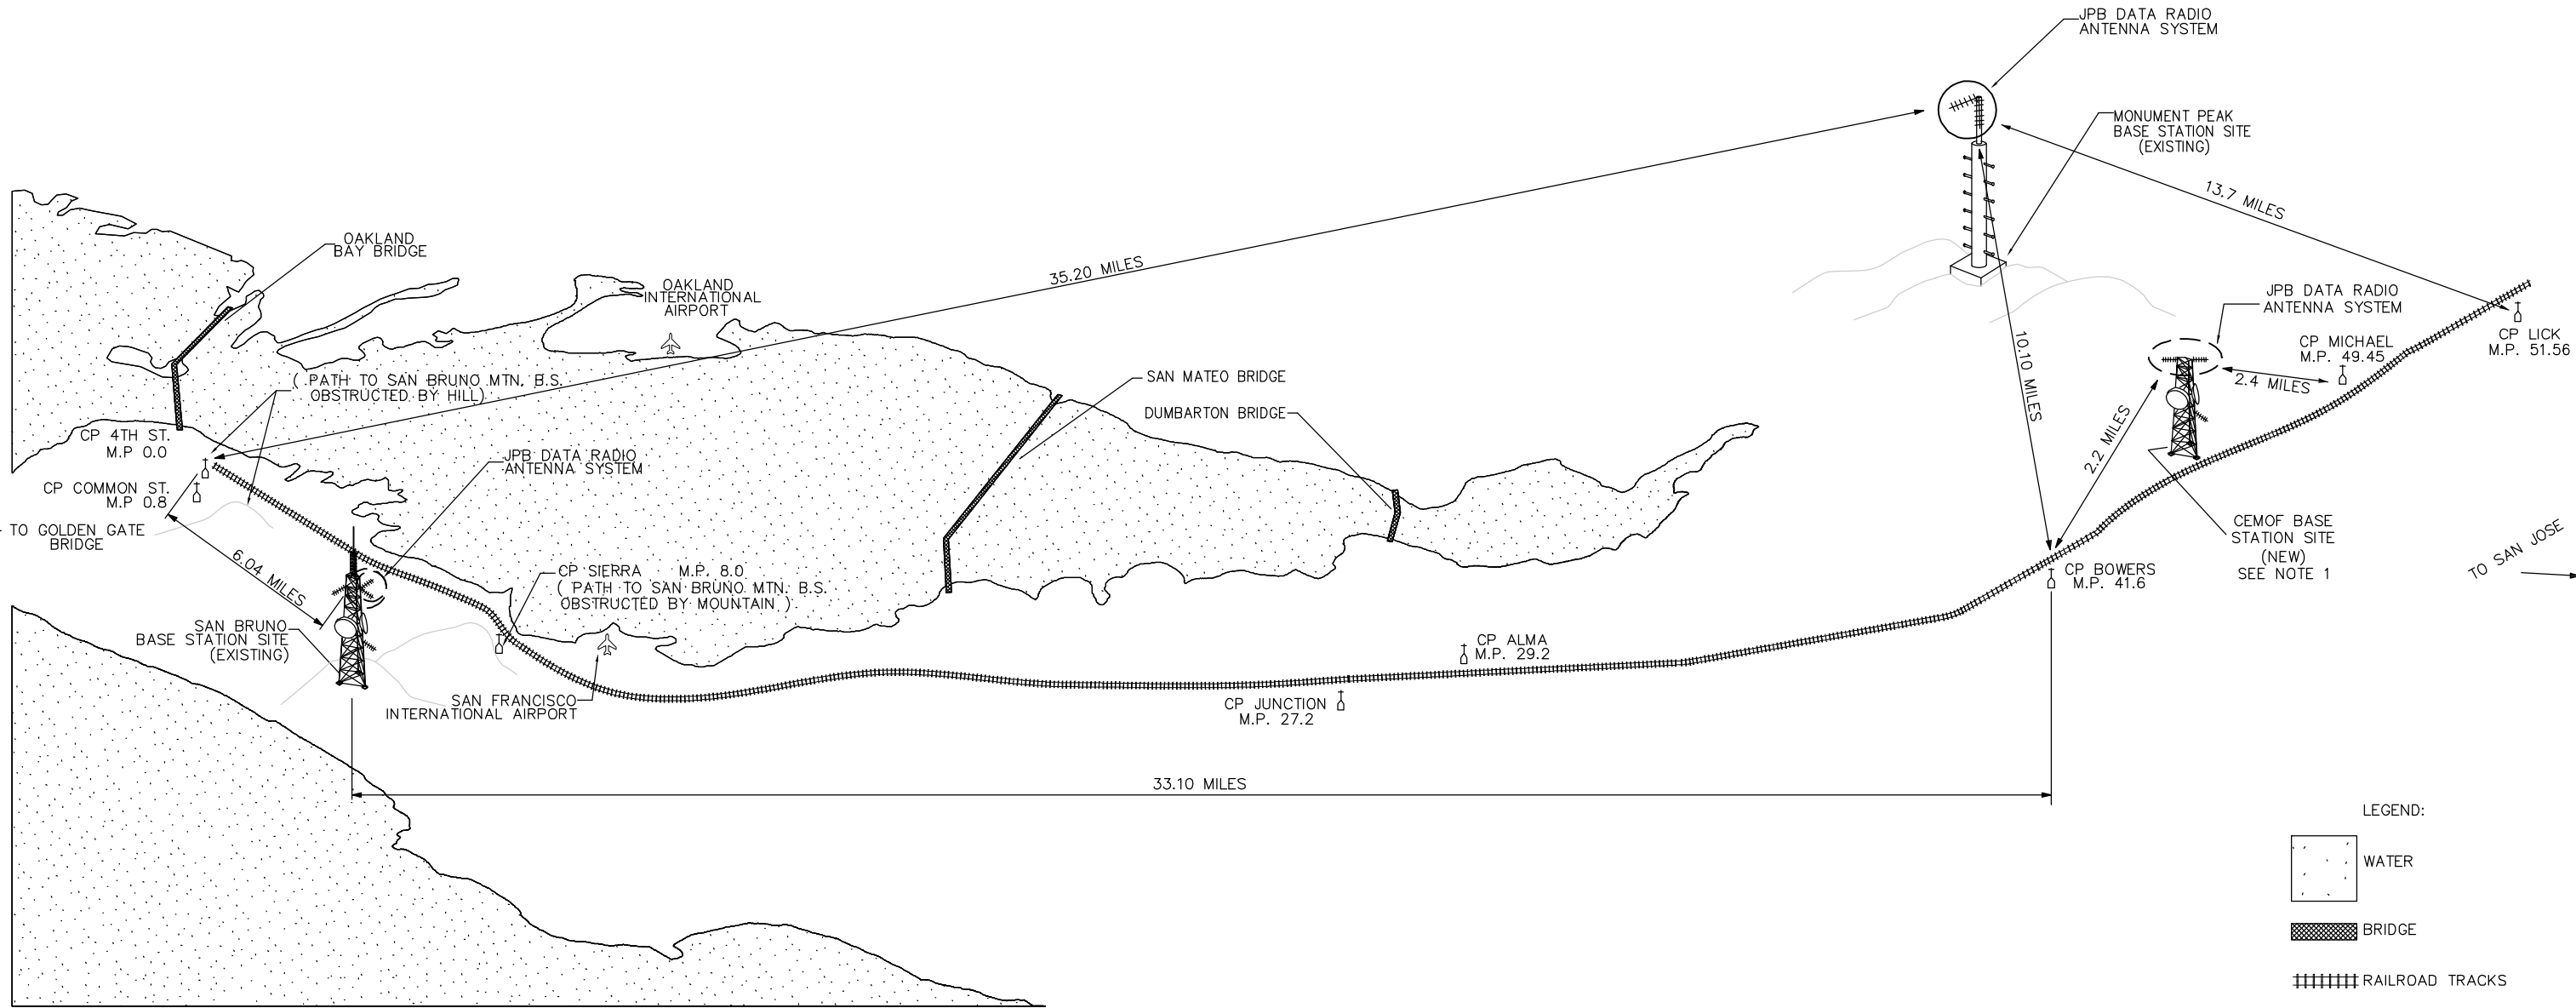 JPB DATA RADIO
ANTENNA SYSTEM
MONUMENT PEAK
BASE STATION SITE
(EXISTING)
13.7 MILES
OAKLAND
BAY BRIDGE
35.20 MILES
OAKLAND
INTERNATIONAL
AIRPORT
JPB DATA RADIO
ANTENNA SYSTEM
CP LICK
M.P. 51.56
CP MICHAEL
M.P. 49.45
2.4 MILES
10.10 MILES
2.2 MILES
( PATH TO SAN BRUNO MTN. B.S.
OBSTRUCTED BY HILL)
SAN MATEO BRIDGE
DUMBARTON BRIDGE
CP 4TH ST.
M.P 0.0
JPB DATA RADIO
ANTENNA SYSTEM
CP COMMON ST.
M.P 0.8
TO GOLDEN GATE
BRIDGE
6.04 MILES
CEMOF BASE
STATION SITE
(NEW)
SEE NOTE 1
TO SAN JOSE
CP SIERRA M.P. 8.0
( PATH TO SAN BRUNO MTN. B.S.
OBSTRUCTED BY MOUNTAIN )
CP BOWERS
M.P. 41.6
SAN BRUNO
BASE STATION SITE
(EXISTING)
CP ALMA
M.P. 29.2
SAN FRANCISCO
INTERNATIONAL AIRPORT
CP JUNCTION
M.P. 27.2
33.10 MILES
LEGEND:
WATER
BRIDGE
RAILROAD TRACKS